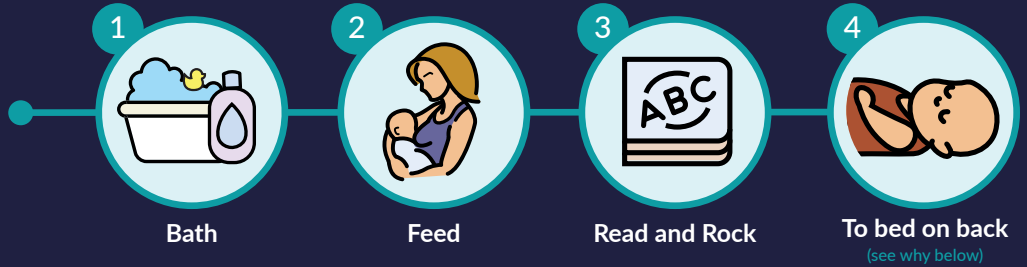 1
2
3
4
ABC
Bath
Feed
Read and Rock
To bed on back
(see why below)